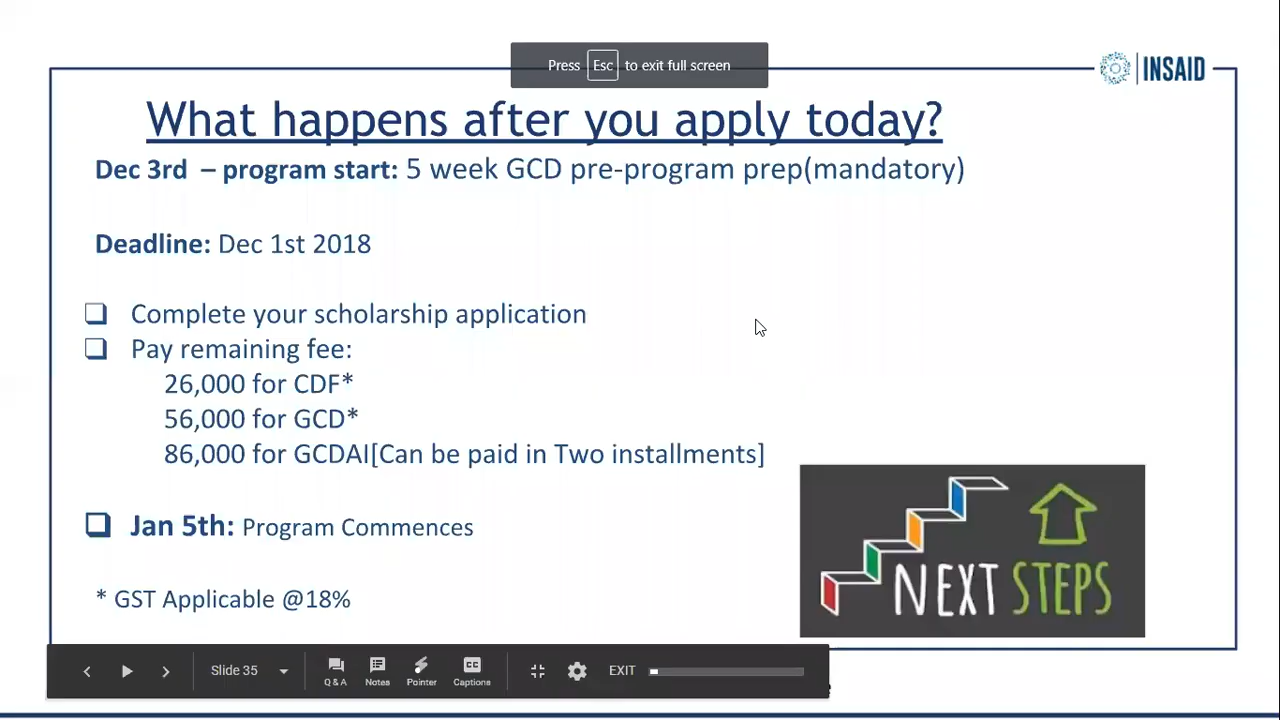 Press Esc to exit full screen
INSAID
What happens after you apply today?
Dec 3rd – program start: 5 week GCD pre-program prep(mandatory)
Deadline: Dec 1st 2018
Complete your scholarship application
Pay remaining fee:
26,000 for CDF*
56,000 for GCD*
86,000 for GCDAI[Can be paid in Two installments]
Jan 5th: Program Commences
* GST Applicable @18%
NEXT STEPS
Slide 35
Q & A
Notes
Pointer
CC
Captions
EXIT